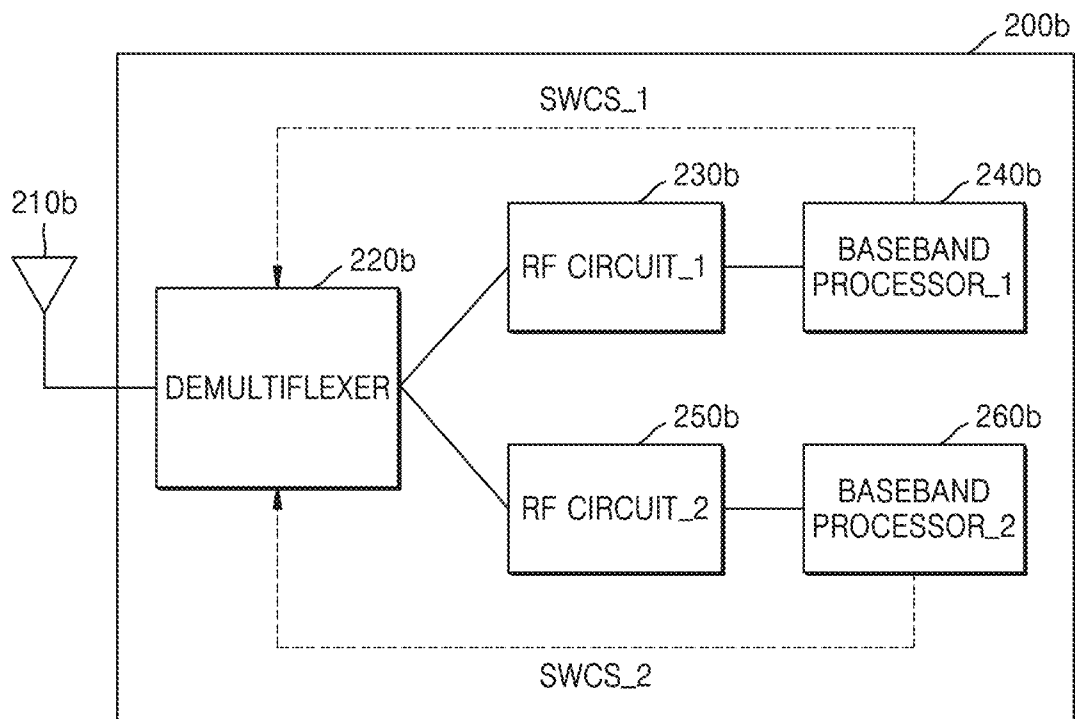 200b
SWCS_1
210b
230b
240b
220b
RF CIRCUIT_1
BASEBAND
PROCESSOR_1
DEMULTIFLEXER
250b
260b
RF CIRCUIT_2
BASEBAND
PROCESSOR_2
SWCS_2